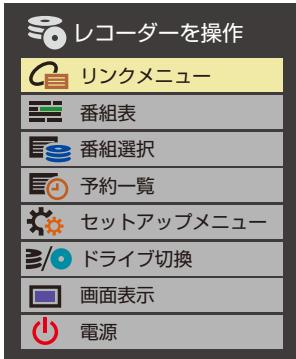 レコーダーを操作
リンクメニュー
番組表
番組選択
予約一覧
セットアップメニュー
ドライブ切換
画面表示
電源